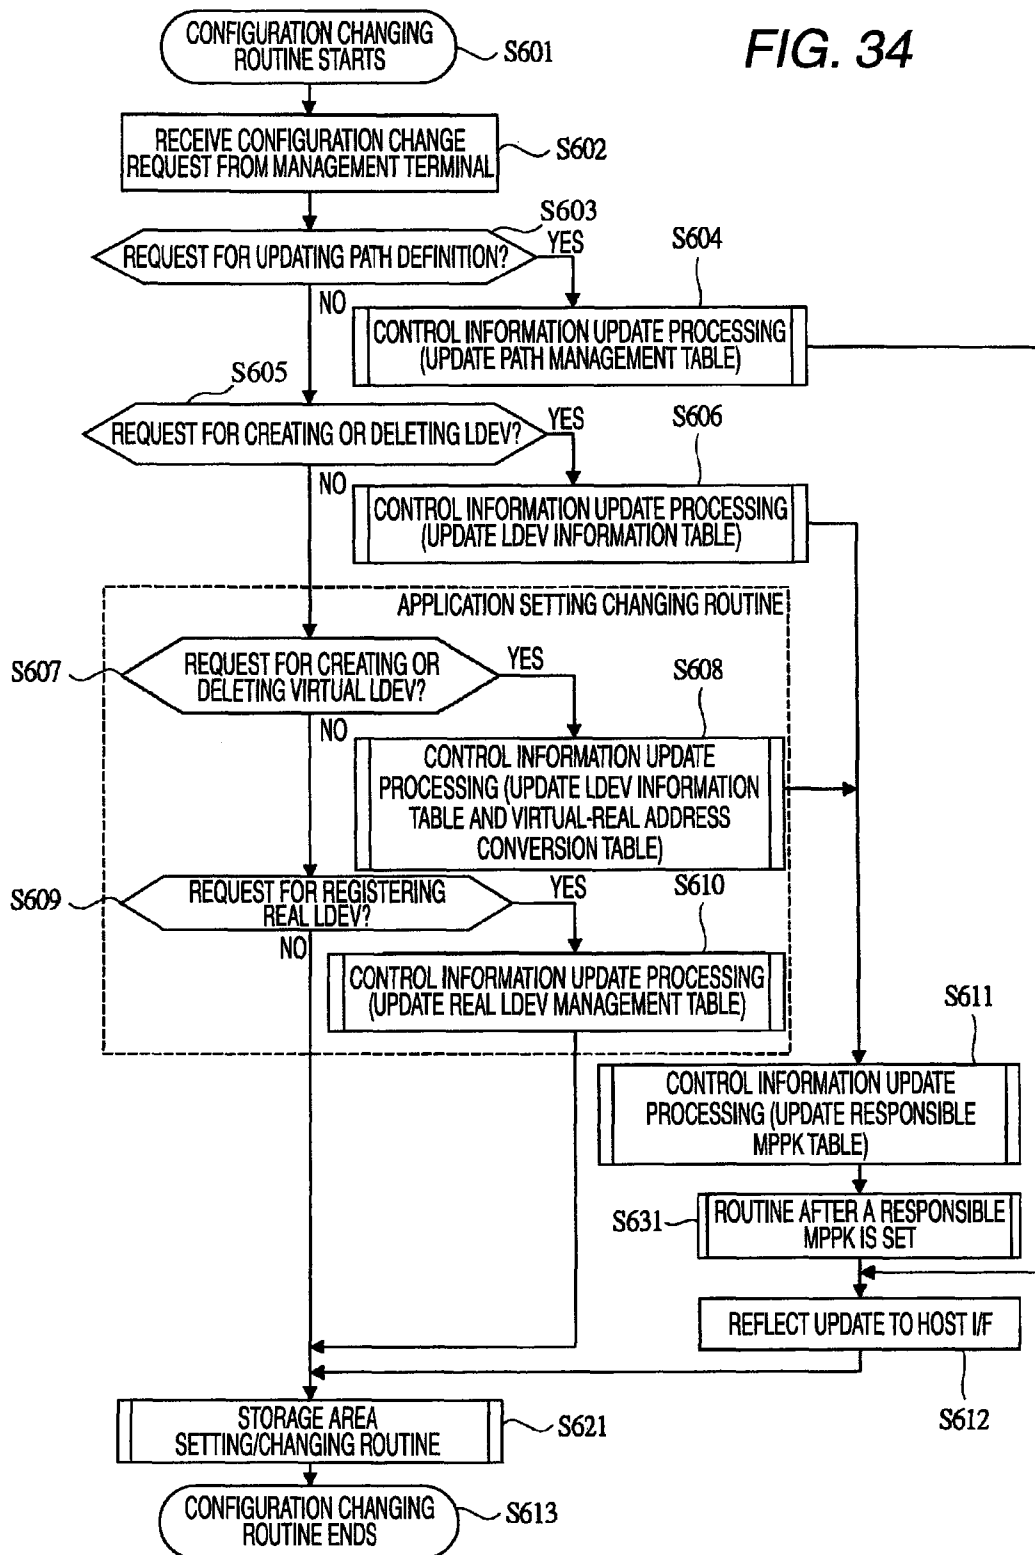 FIG. 34
CONFIGURATION CHANGING
ROUTINE STARTS
S601
RECEIVE CONFIGURATION CHANGE
REQUEST FROM MANAGEMENT TERMINAL
S602
S603
REQUEST FOR UPDATING PATH DEFINITION?
YES
NO
S604
CONTROL INFORMATION UPDATE PROCESSING
(UPDATE PATH MANAGEMENT TABLE)
S605
REQUEST FOR CREATING OR DELETING LDEV?
YES
NO
S606
CONTROL INFORMATION UPDATE PROCESSING
(UPDATE LDEV INFORMATION TABLE)
APPLICATION SETTING CHANGING ROUTINE
S607
REQUEST FOR CREATING OR
DELETING VIRTUAL LDEV?
YES
NO
S608
CONTROL INFORMATION UPDATE
PROCESSING (UPDATE LDEV INFORMATION
TABLE AND VIRTUAL-REAL ADDRESS
CONVERSION TABLE)
S609
REQUEST FOR REGISTERING
REAL LDEV?
YES
NO
S610
CONTROL INFORMATION UPDATE PROCESSING
(UPDATE REAL LDEV MANAGEMENT TABLE)
S611
CONTROL INFORMATION UPDATE
PROCESSING (UPDATE RESPONSIBLE
MPPK TABLE)
S631
ROUTINE AFTER A RESPONSIBLE
MPPK IS SET
REFLECT UPDATE TO HOST I/F
S612
STORAGE AREA
SETTING/CHANGING ROUTINE
S621
CONFIGURATION CHANGING
ROUTINE ENDS
S613